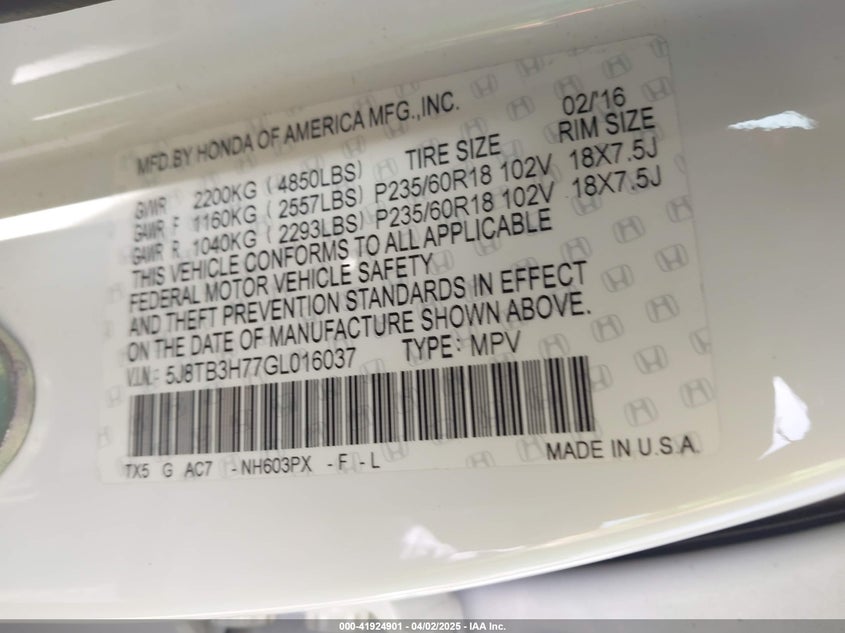 MFD.BY HONDA OF AMERICA MFG.,INC. 02/'16
TIRE SIZE RIM SIZE
GVWR 2200KG ( 4850LBS)
GAWR F 1160KG ( 2557LBS) P235/60R18 102V 18X7.5J
GAWR R 1040KG ( 2293LBS) P235/60R18 102V 18X7.5J
THIS VEHICLE CONFORMS TO ALL APPLICABLE
FEDERAL MOTOR VEHICLE SAFETY
AND THEFT PREVENTION STANDARDS IN EFFECT
ON THE DATE OF MANUFACTURE SHOWN ABOVE.
V.I.N.: 5J8TB3H77GL016037 TYPE: MPV
TX5 G AC7 -NH603PX -F -L MADE IN U.S.A.
000-41924901 - 04/02/2025 - IAA Inc.